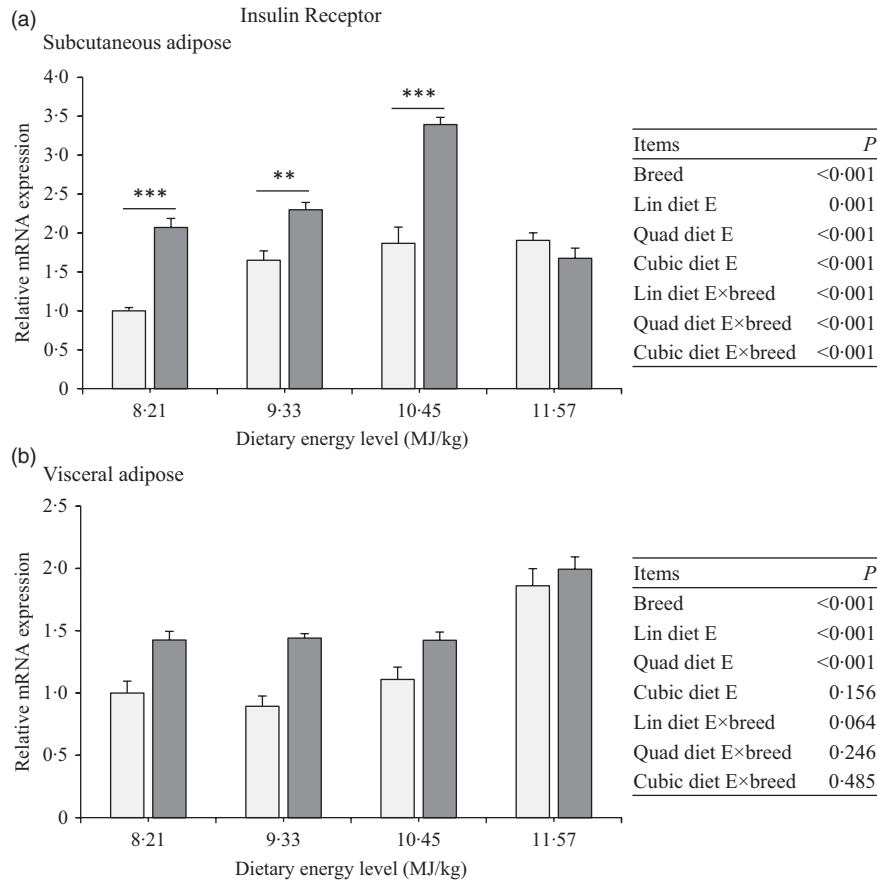 (a)
Insulin Receptor
Subcutaneous adipose
4·0
3·5
3·0
2·5
2·0
1·5
1·0
0·5
0
Relative mRNA expression
***
**
***
8·21 9·33 10·45 11·57
Dietary energy level (MJ/kg)
Items P
Breed <0·001
Lin diet E 0·001
Quad diet E <0·001
Cubic diet E <0·001
Lin diet E×breed <0·001
Quad diet E×breed <0·001
Cubic diet E×breed <0·001
(b)
Visceral adipose
2·5
2·0
1·5
1·0
0·5
0
Relative mRNA expression
8·21 9·33 10·45 11·57
Dietary energy level (MJ/kg)
Items P
Breed <0·001
Lin diet E <0·001
Quad diet E <0·001
Cubic diet E 0·156
Lin diet E×breed 0·064
Quad diet E×breed 0·246
Cubic diet E×breed 0·485